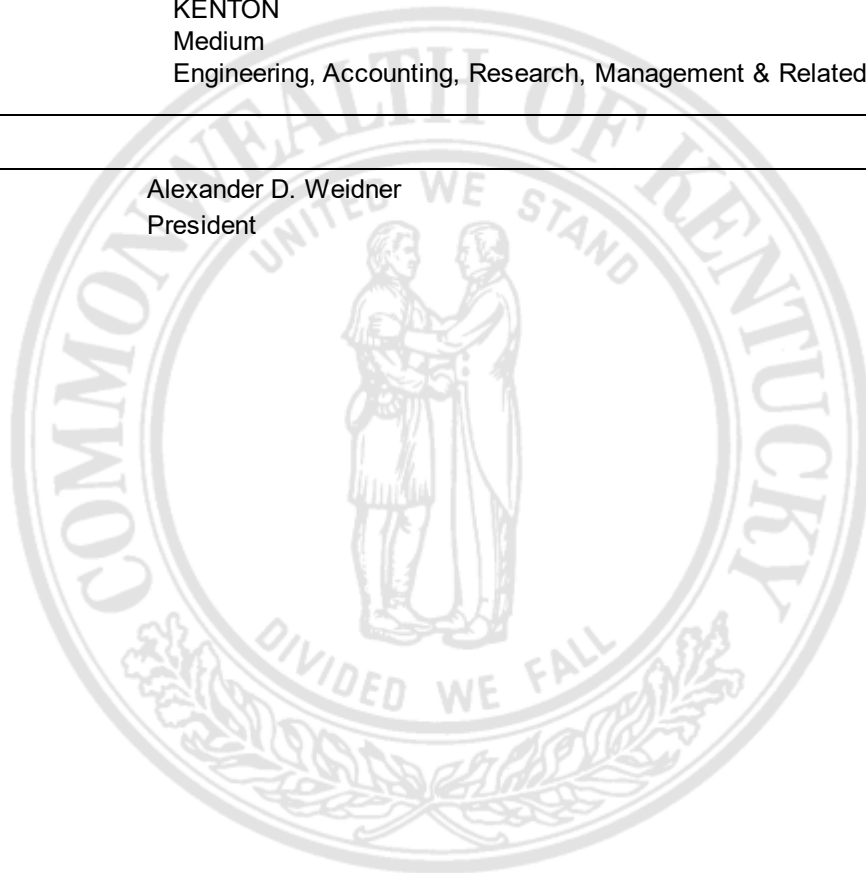 KENTON
Medium
Engineering, Accounting, Research, Management & Related
Alexander D. Weidner
President
COMMONWEALTH OF KENTUCKY
UNITED WE STAND
DIVIDED WE FALL